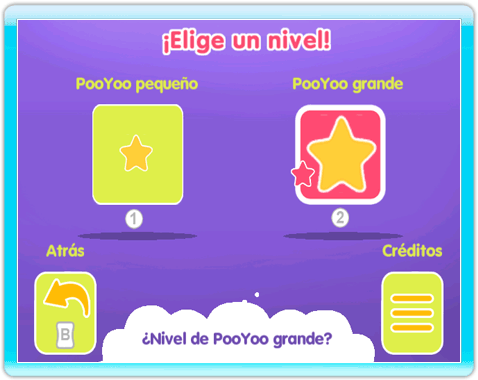 ¡Elige un nivel!
PooYoo pequeño
PooYoo grande
1
2
Atrás
Créditos
B
¿Nivel de PooYoo grande?